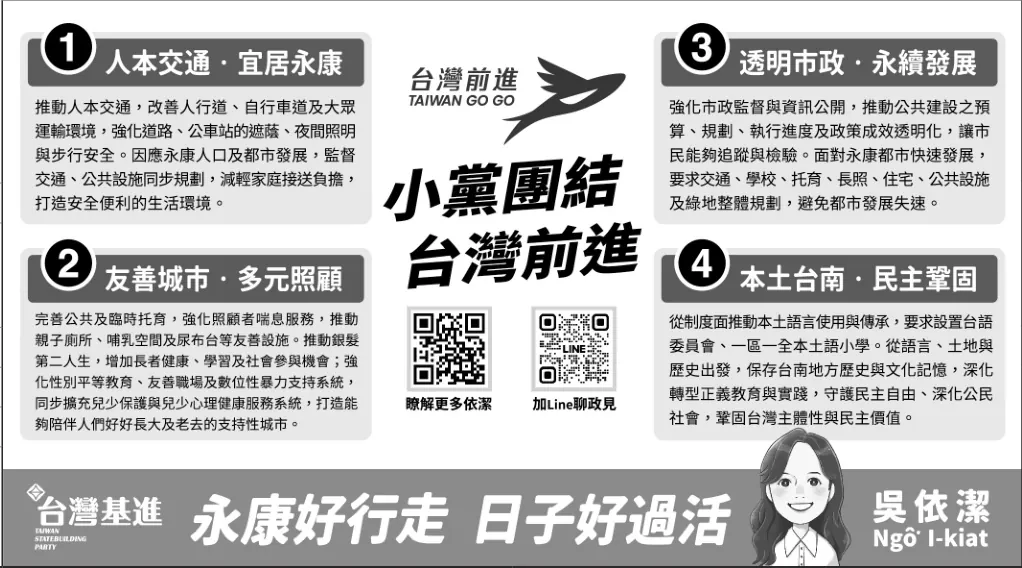 1 人本交通．宜居永康
推動人本交通，改善人行道、自行車道及大眾
運輸環境，強化道路、公車站的遮蔭、夜間照明
與步行安全。因應永康人口及都市發展，監督
交通、公共設施同步規劃，減輕家庭接送負擔，
打造安全便利的生活環境。
2 友善城市．多元照顧
完善公共及臨時托育，強化照顧者喘息服務，推動
親子廁所、哺乳空間及尿布台等友善設施。推動銀髮
第二人生，增加長者健康、學習及社會參與機會；強
化性別平等教育、友善職場及數位性暴力支持系統，
同步擴充兒少保護與兒少心理健康服務系統，打造能
夠陪伴人們好好長大及老去的支持性城市。
台灣前進
TAIWAN GO GO
小黨團結
台灣前進
LINE
瞭解更多依潔
加Line聊政見
3 透明市政．永續發展
強化市政監督與資訊公開，推動公共建設之預
算、規劃、執行進度及政策成效透明化，讓市
民能夠追蹤與檢驗。面對永康都市快速發展，
要求交通、學校、托育、長照、住宅、公共設施
及綠地整體規劃，避免都市發展失速。
4 本土台南．民主鞏固
從制度面推動本土語言使用與傳承，要求設置台語
委員會、一區一全本土語小學。從語言、土地與
歷史出發，保存台南地方歷史與文化記憶，深化
轉型正義教育與實踐，守護民主自由、深化公民
社會，鞏固台灣主體性與民主價值。
台灣基進
TAIWAN
STATEBUILDING
PARTY
永康好行走 日子好過活
吳依潔
Ngô͘ I-kiat